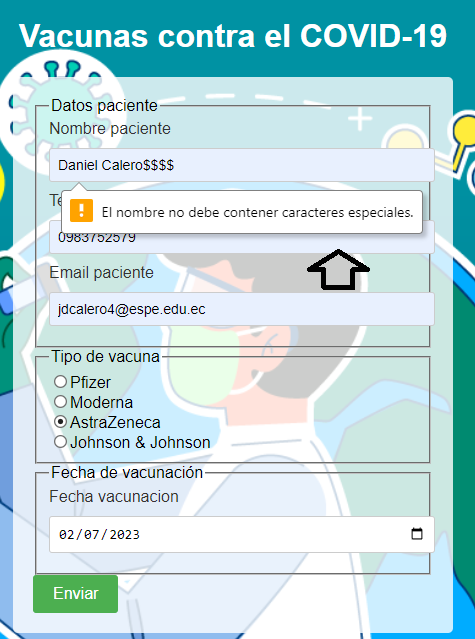 Vacunas contra el COVID-19
Datos paciente
Nombre paciente
Daniel Calero$$$$
El nombre no debe contener caracteres especiales.
0983752579
Email paciente
jdcalero4@espe.edu.ec
Tipo de vacuna
Pfizer
Moderna
AstraZeneca
Johnson & Johnson
Fecha de vacunación
Fecha vacunacion
02/07/2023
Enviar